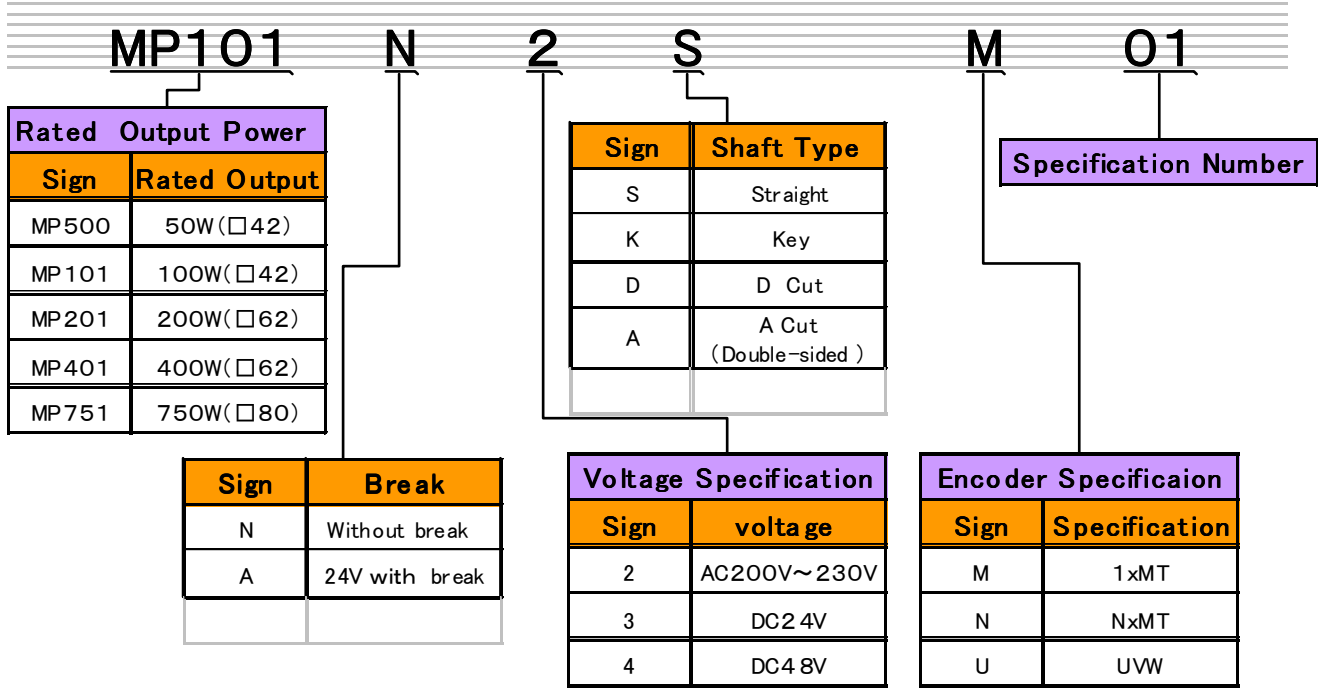 MP101 N 2 S M 01
Rated Output Power
Sign Rated Output
MP500 50W(□42)
MP101 100W(□42)
MP201 200W(□62)
MP401 400W(□62)
MP751 750W(□80)
Sign Break
N Without break
A 24V with break
Sign Shaft Type
S Straight
K Key
D D Cut
A A Cut
(Double-sided)
Voltage Specification
Sign voltage
2 AC200V～230V
3 DC24V
4 DC48V
Specification Number
Encoder Specificaion
Sign Specification
M 1xMT
N NxMT
U UVW